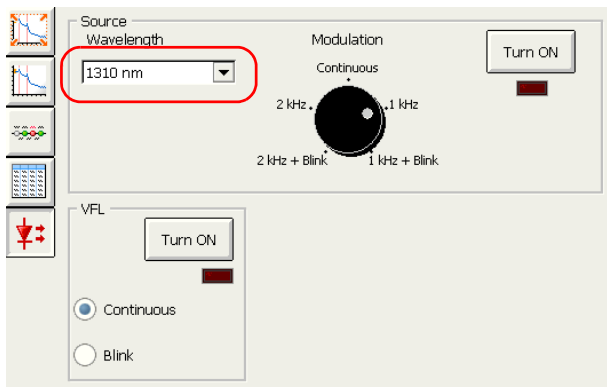 Source
Wavelength
Modulation
Turn ON
1310 nm
Continuous
2 kHz
1 kHz
2 kHz + Blink
1 kHz + Blink
VFL
Turn ON
Continuous
Blink